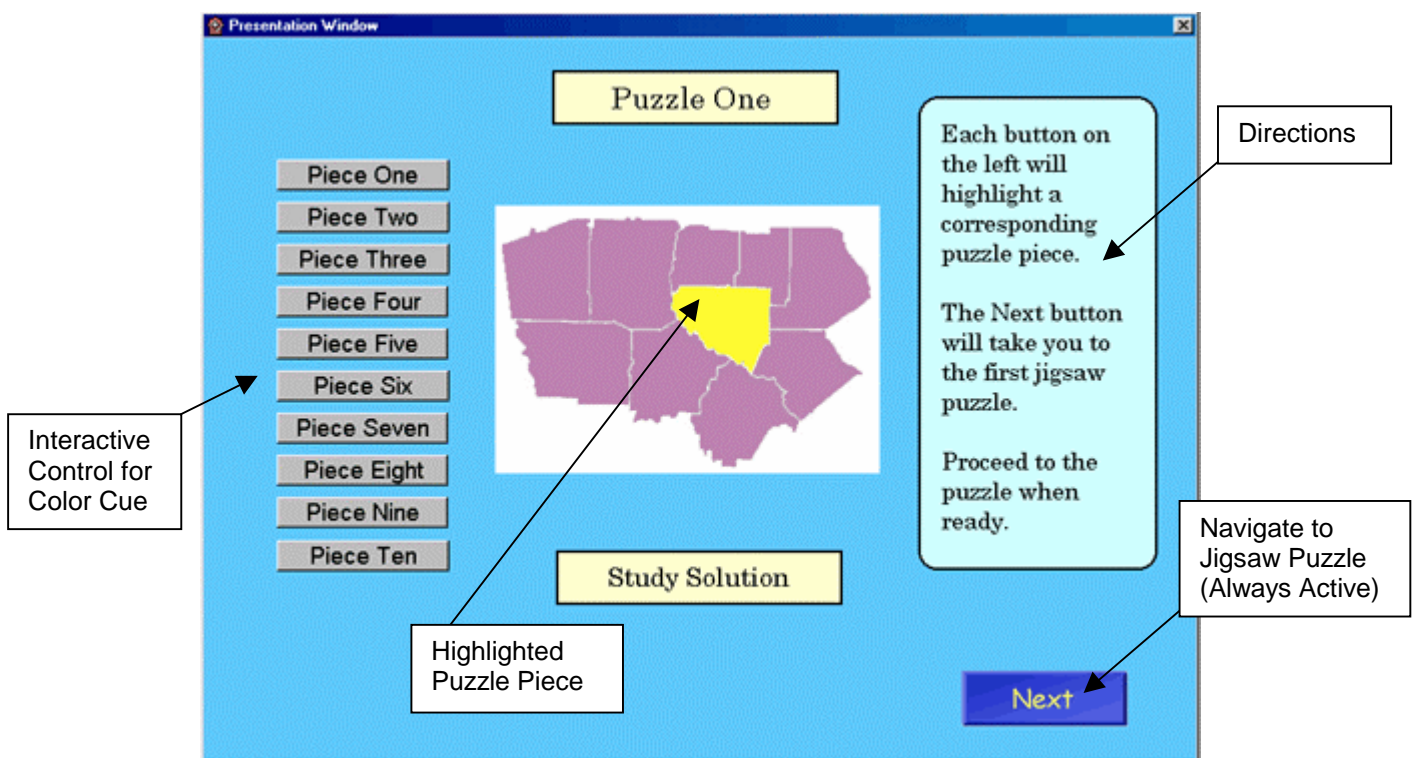 Presentation Window
Puzzle One
Piece One
Piece Two
Piece Three
Piece Four
Piece Five
Piece Six
Piece Seven
Piece Eight
Piece Nine
Piece Ten
Study Solution
Each button on
the left will
highlight a
corresponding
puzzle piece.
The Next button
will take you to
the first jigsaw
puzzle.
Proceed to the
puzzle when
ready.
Next
Directions
Interactive
Control for
Color Cue
Highlighted
Puzzle Piece
Navigate to
Jigsaw Puzzle
(Always Active)